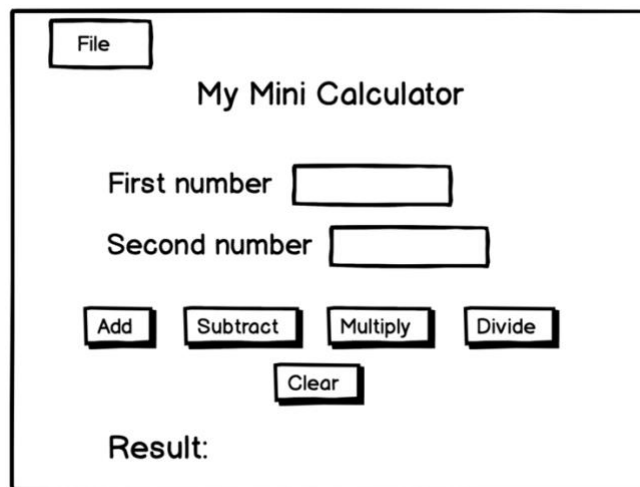 File
My Mini Calculator
First number
Second number
Add Subtract Multiply Divide
Clear
Result: